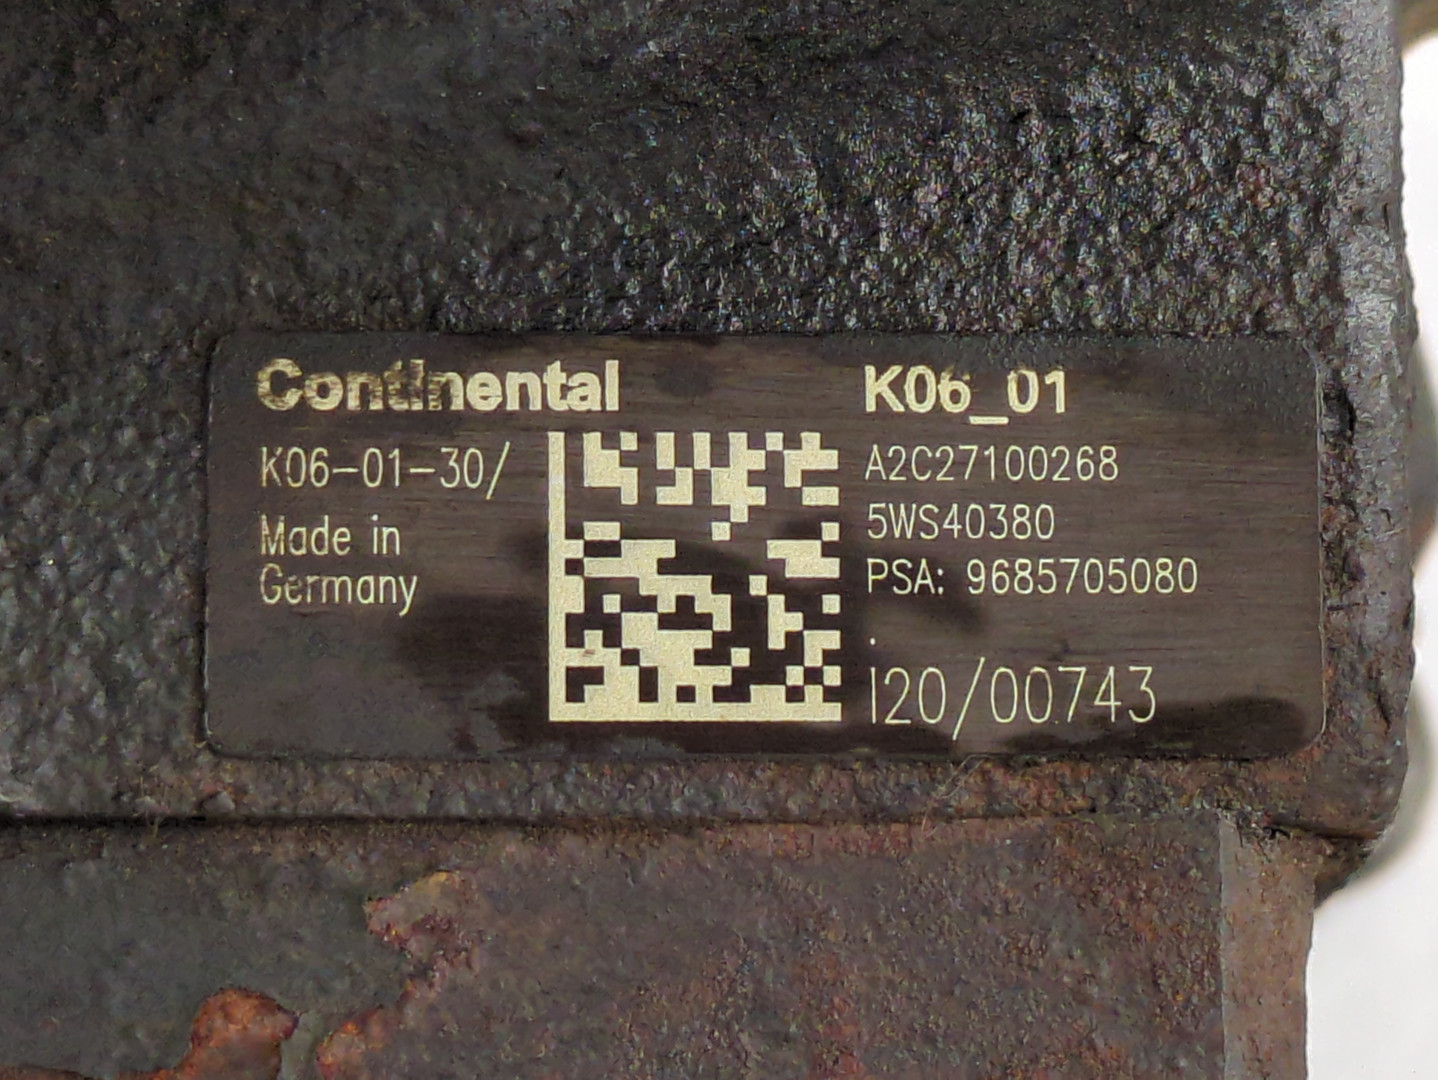 Continental
K06-01-30/
Made in
Germany
K06_01
A2C27100268
5WS40380
PSA: 9685705080
.
I20/00743